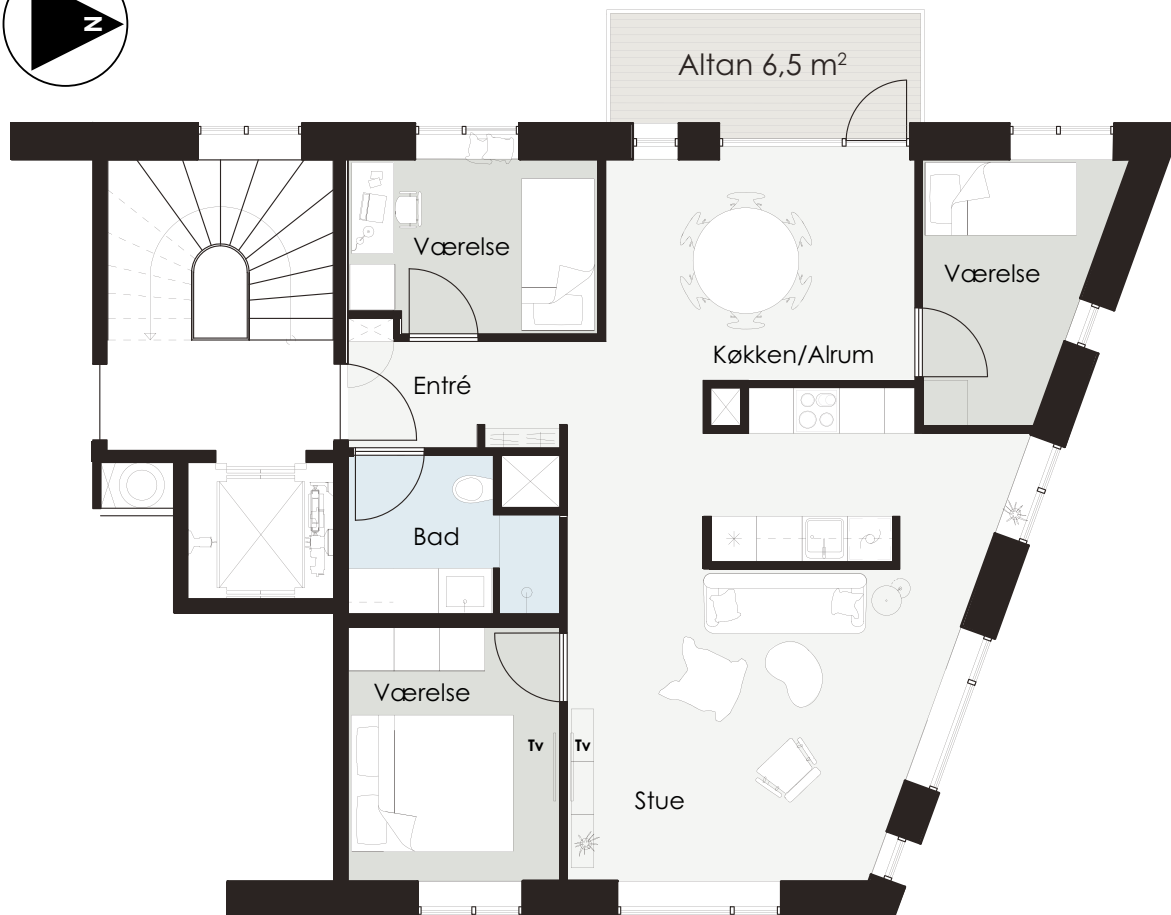 N
Altan 6,5 m²
Værelse
Værelse
Køkken/Alrum
Entré
Bad
Værelse
Tv
Tv
Stue